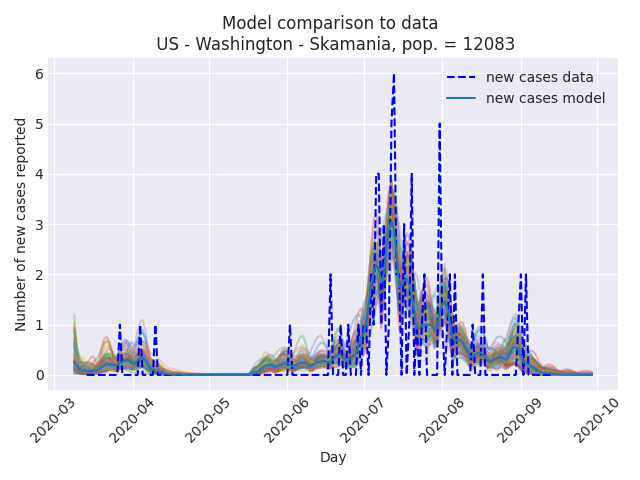 Model comparison to data
US - Washington - Skamania, pop. = 12083
new cases data
new cases model
Number of new cases reported
6
5
4
3
2
1
0
2020-03
2020-04
2020-05
2020-06
2020-07
2020-08
2020-09
2020-10
Day